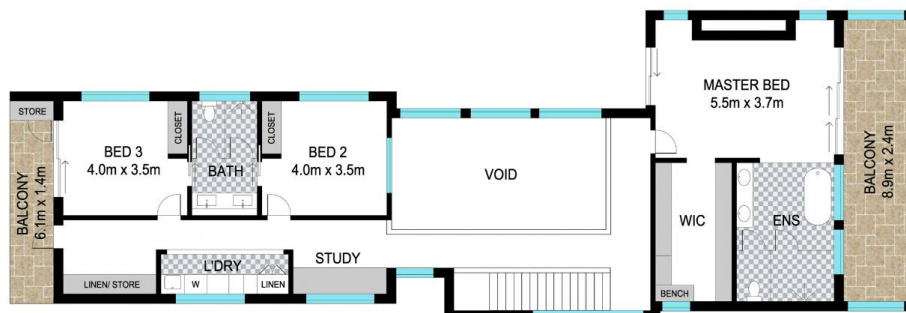 STORE
BALCONY
6.1m x 1.4m
BED 3
4.0m x 3.5m
CLOSET
BATH
CLOSET
BED 2
4.0m x 3.5m
VOID
MASTER BED
5.5m x 3.7m
BALCONY
8.9m x 2.4m
WIC
ENS
BENCH
L'DRY
W
LINEN
STUDY
LINEN/ STORE